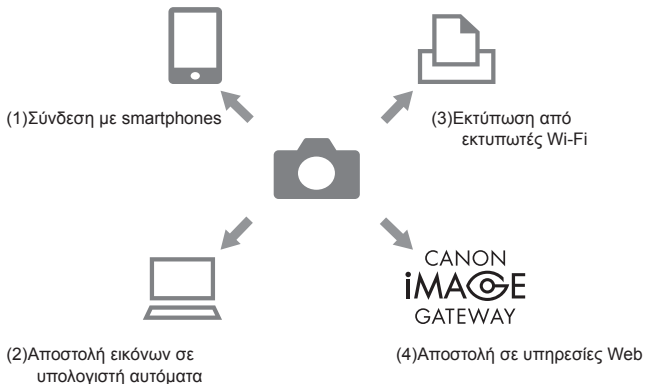 (1)Σύνδεση με smartphones
(3)Εκτύπωση από
εκτυπωτές Wi-Fi
(2)Αποστολή εικόνων σε
υπολογιστή αυτόματα
CANON
iMAGE
GATEWAY
(4)Αποστολή σε υπηρεσίες Web